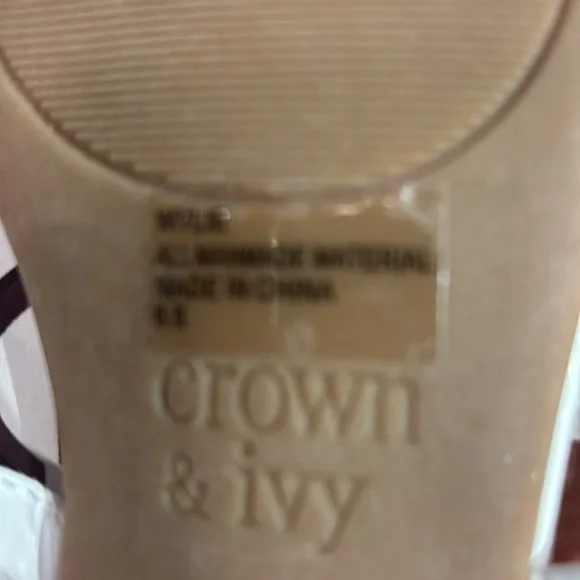 ALL MANMADE MATERIAL
MADE IN CHINA
crown
& ivy